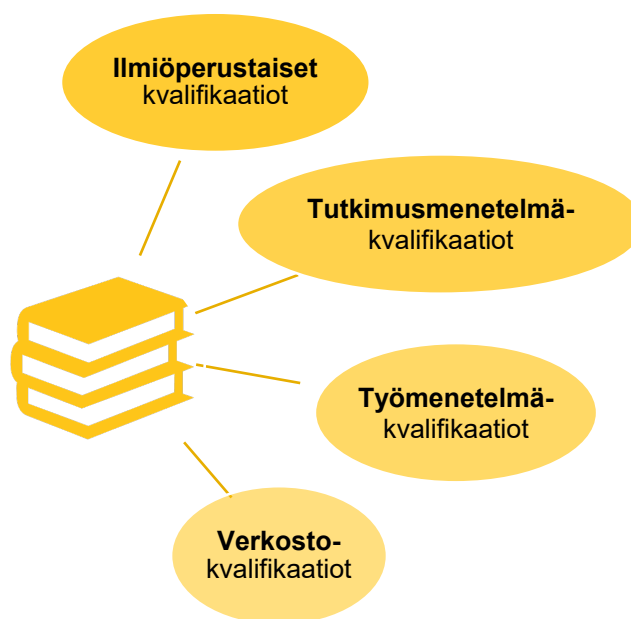 Ilmiöperustaiset
kvalifikaatiot
Tutkimusmenetelmä-
kvalifikaatiot
Työmenetelmä-
kvalifikaatiot
Verkosto-
kvalifikaatiot